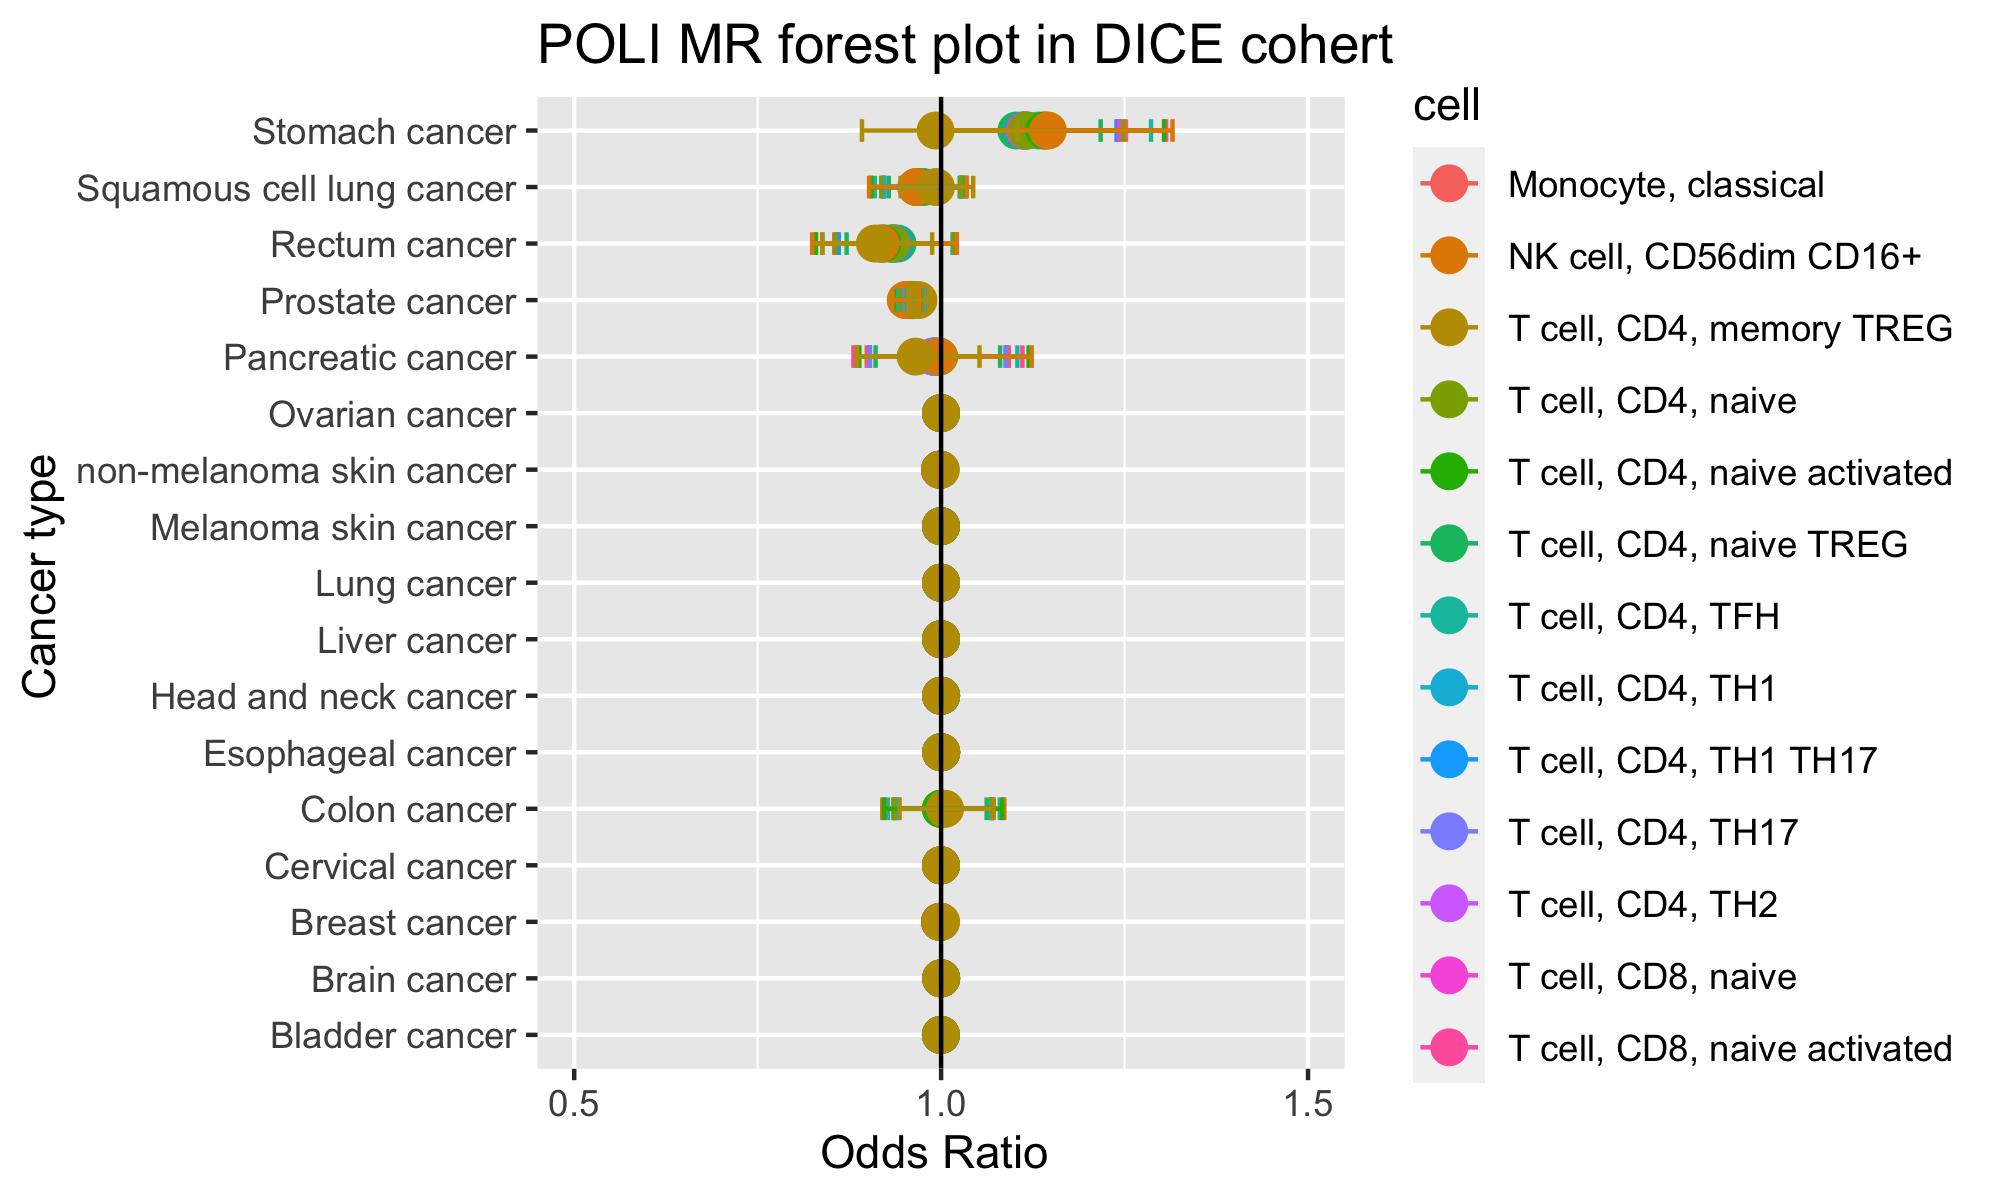 POLI MR forest plot in DICE cohert
Cancer type
Stomach cancer
Squamous cell lung cancer
Rectum cancer
Prostate cancer
Pancreatic cancer
Ovarian cancer
non-melanoma skin cancer
Melanoma skin cancer
Lung cancer
Liver cancer
Head and neck cancer
Esophageal cancer
Colon cancer
Cervical cancer
Breast cancer
Brain cancer
Bladder cancer
0.5 1.0 1.5
Odds Ratio
cell
Monocyte, classical
NK cell, CD56dim CD16+
T cell, CD4, memory TREG
T cell, CD4, naive
T cell, CD4, naive activated
T cell, CD4, naive TREG
T cell, CD4, TFH
T cell, CD4, TH1
T cell, CD4, TH1 TH17
T cell, CD4, TH17
T cell, CD4, TH2
T cell, CD8, naive
T cell, CD8, naive activated